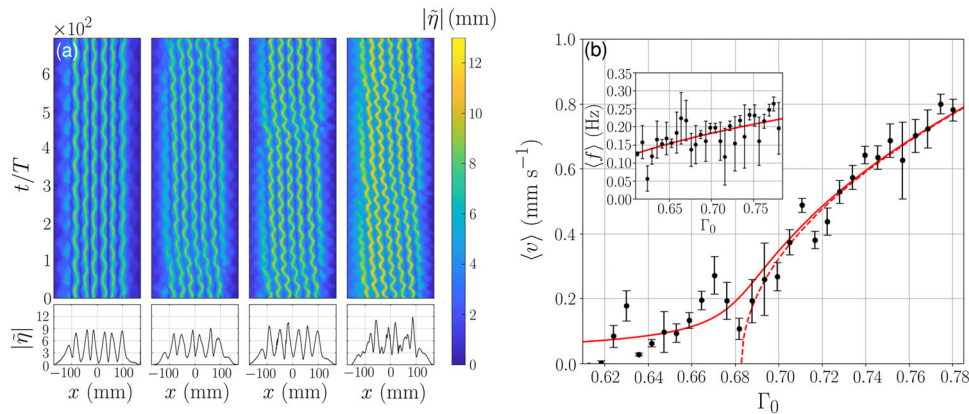 ×10²
|η̃| (mm)
(a)
6
4
2
0
t/T
12
10
8
6
4
2
0
12
9
6
3
0
|η̃|
−100 0 100
−100 0 100
−100 0 100
−100 0 100
x (mm)
x (mm)
x (mm)
x (mm)
(b)
1.0
0.8
0.6
0.4
0.2
0.0
⟨v⟩ (mm s⁻¹)
0.62 0.64 0.66 0.68 0.70 0.72 0.74 0.76 0.78
Γ₀
0.35
0.30
0.25
0.20
0.15
0.10
0.05
0.00
⟨f⟩ (Hz)
0.65 0.70 0.75
Γ₀